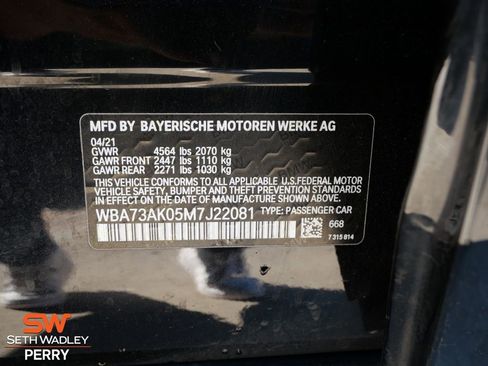 MFD BY BAYERISCHE MOTOREN WERKE AG
04/21
GVWR 4564 lbs 2070 kg
GAWR FRONT 2447 lbs 1110 kg
GAWR REAR 2271 lbs 1030 kg
THIS VEHICLE CONFORMS TO ALL APPLICABLE U.S.FEDERAL MOTOR
VEHICLE SAFETY, BUMPER AND THEFT PREVENTION STANDARDS
IN EFFECT ON THE DATE OF MANUFACTURE SHOWN ABOVE.
WBA73AK05M7J22081 TYPE: PASSENGER CAR
668
7 315 814
SW
SETH WADLEY
PERRY